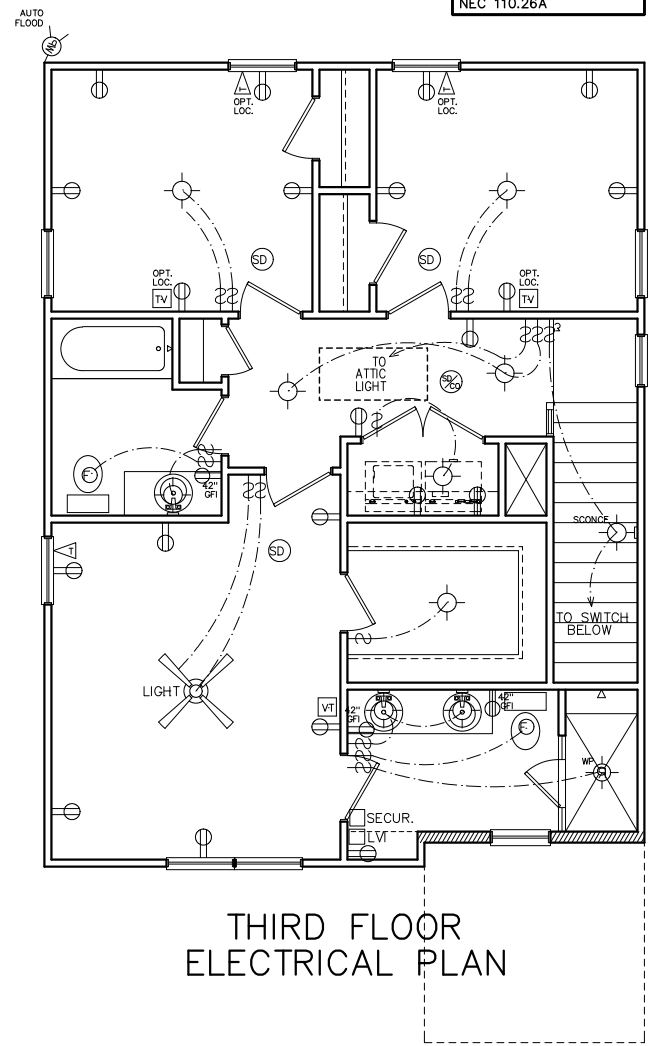 NEC 110.26A
AUTO
FLOOD
WP
T
OPT.
LOC.
T
OPT.
LOC.
SD
SD
OPT.
LOC.
TV
OPT.
LOC.
TV
TO
ATTIC
LIGHT
SD/CO
F
42"
GFI
T
SD
SCONCE
TO SWITCH
BELOW
LIGHT
VT
42"
GFI
42"
GFI
F
WP
SECUR.
LVI
THIRD FLOOR
ELECTRICAL PLAN